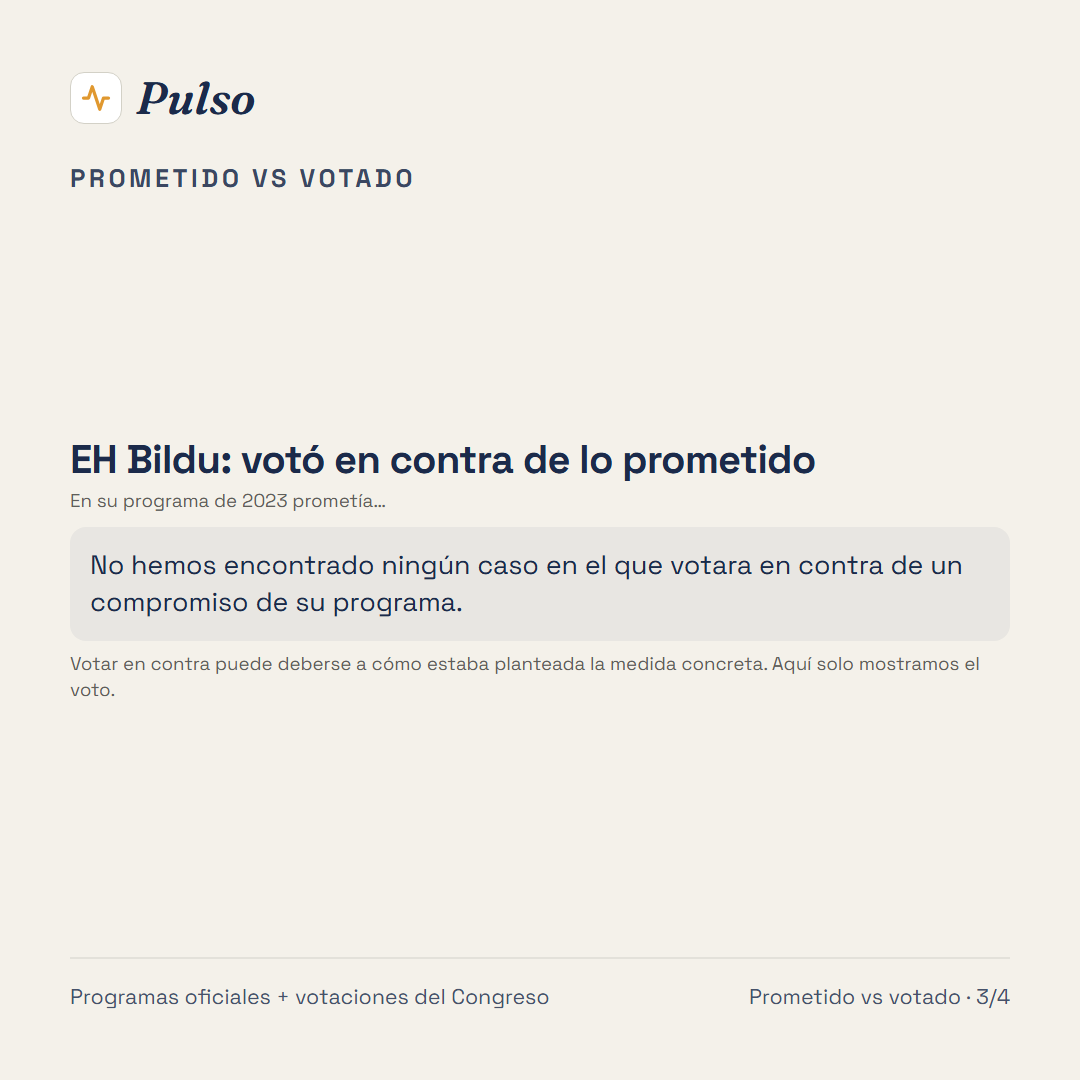 Pulso
PROMETIDO VS VOTADO
EH Bildu: votó en contra de lo prometido
En su programa de 2023 prometía…
No hemos encontrado ningún caso en el que votara en contra de un
compromiso de su programa.
Votar en contra puede deberse a cómo estaba planteada la medida concreta. Aquí solo mostramos el
voto.
Programas oficiales + votaciones del Congreso
Prometido vs votado · 3/4